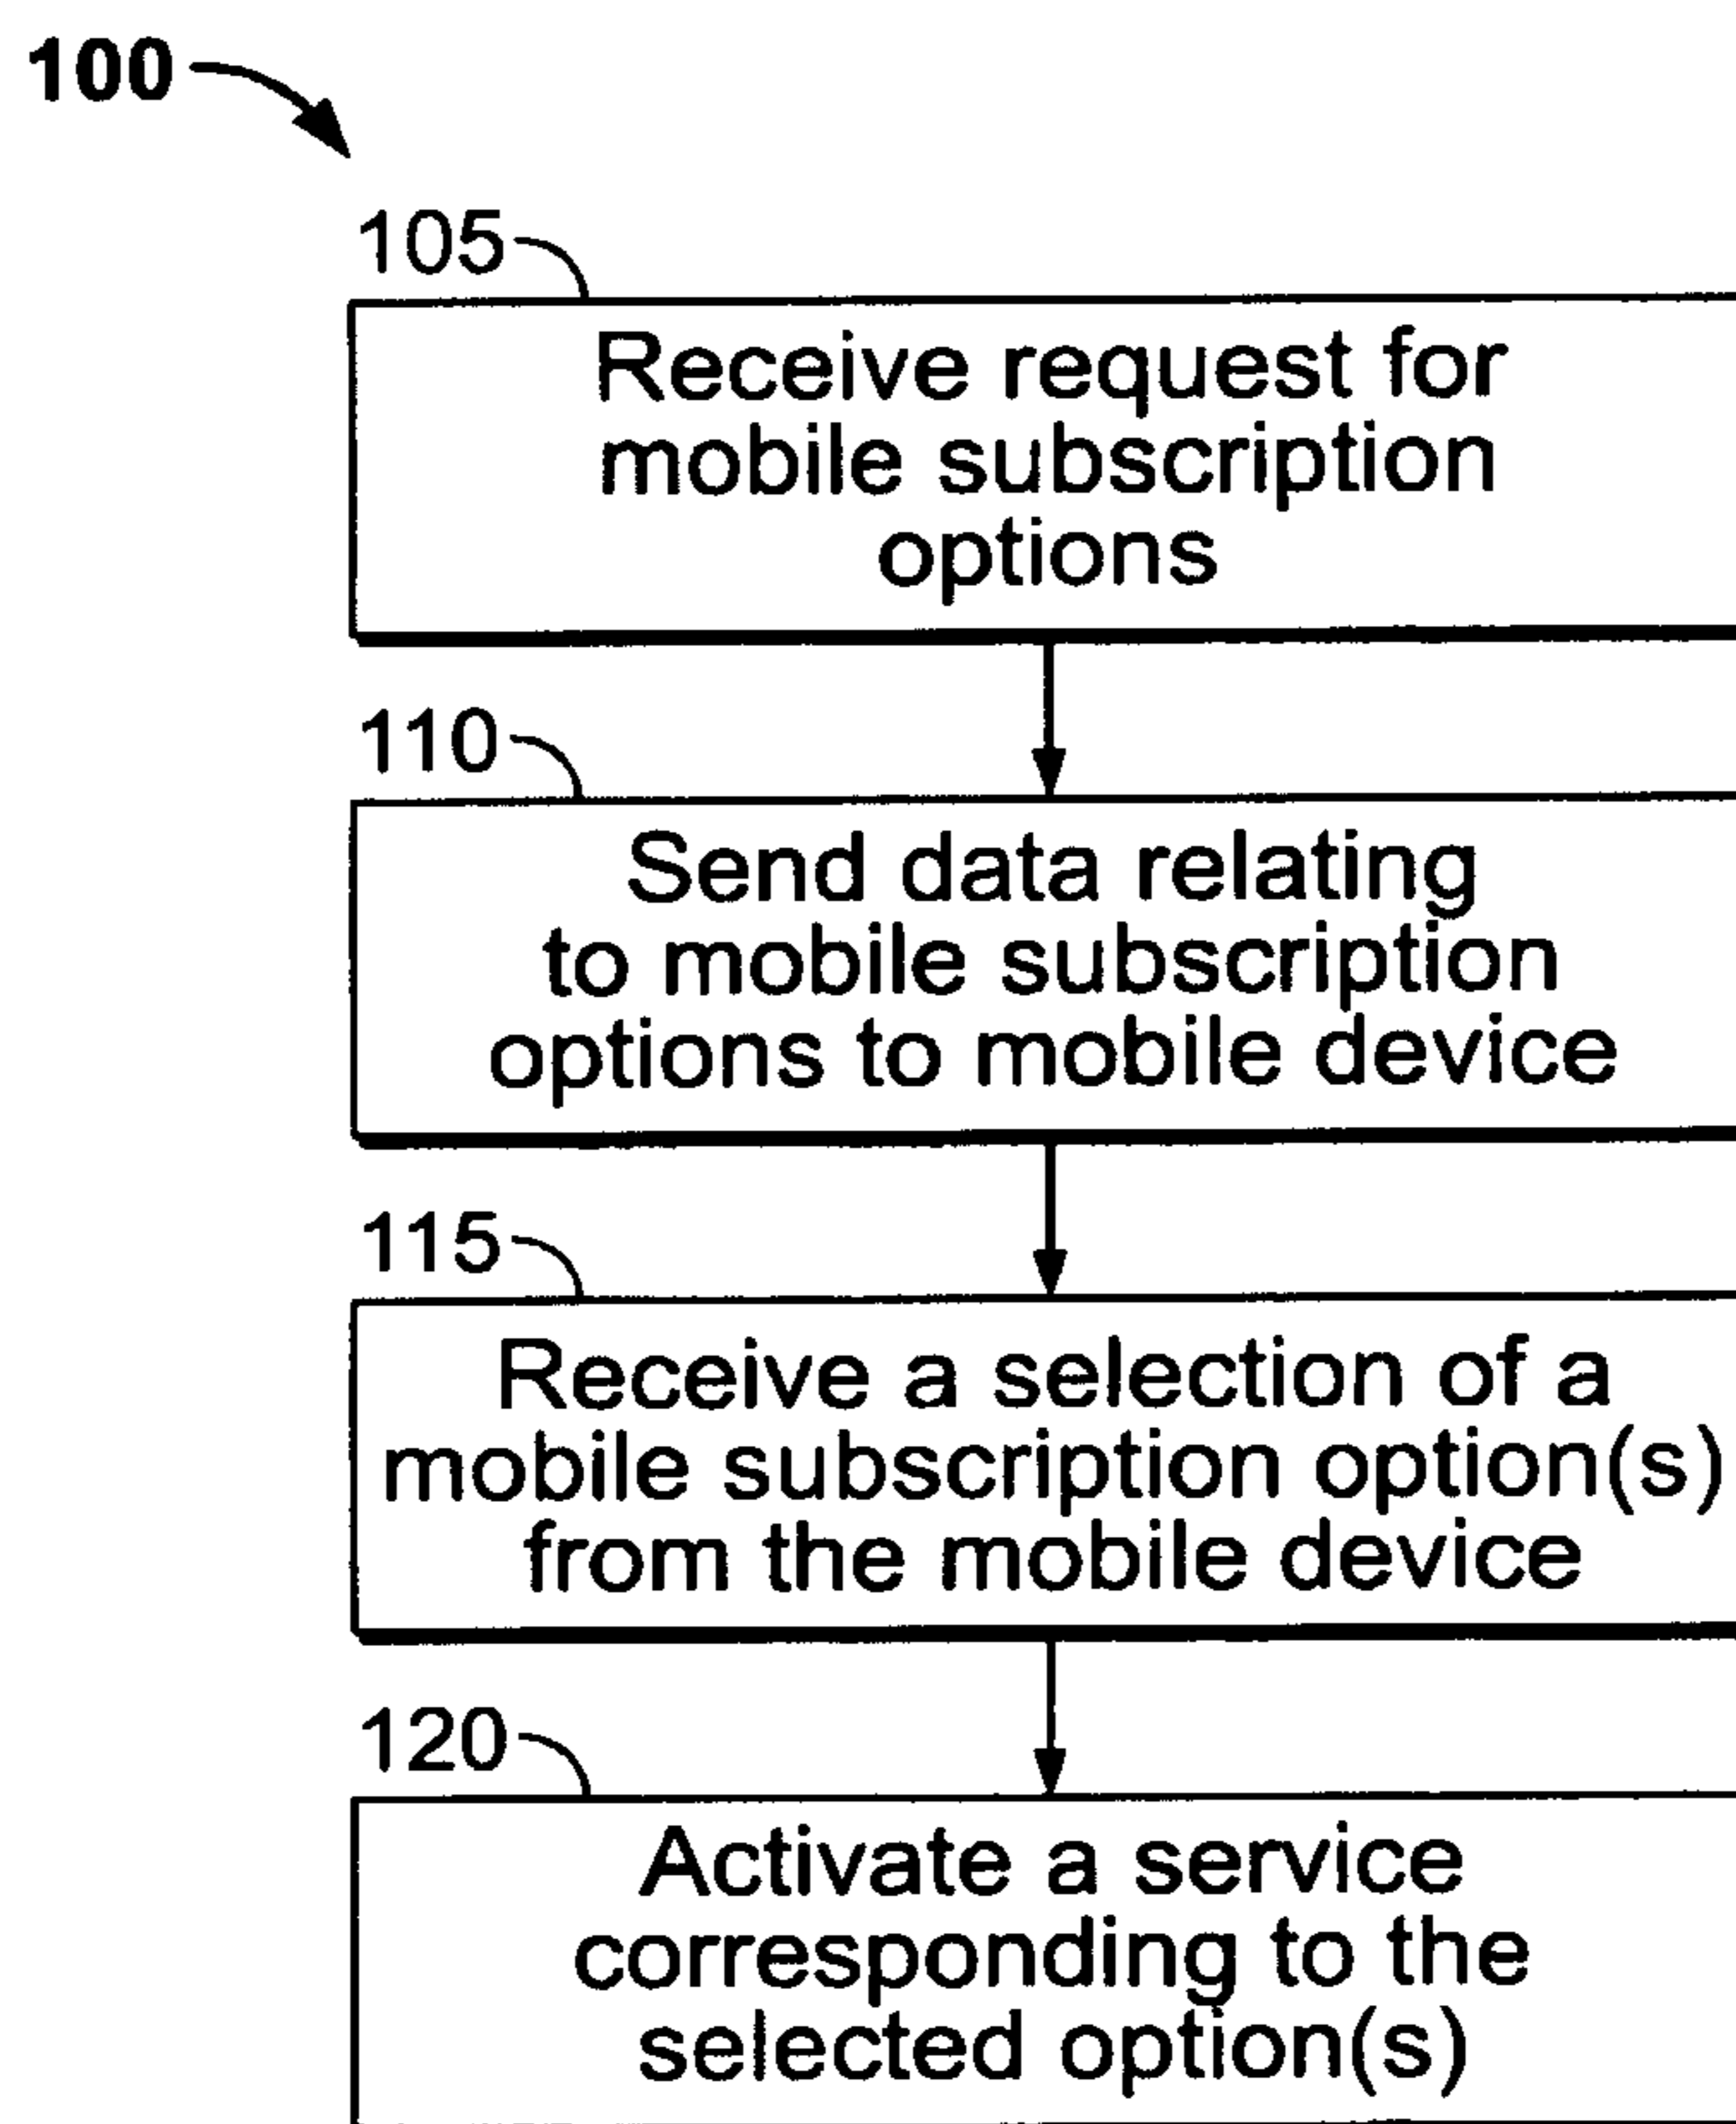 100
105
Receive request for
mobile subscription
options
110
Send data relating
to mobile subscription
options to mobile device
115
Receive a selection of a
mobile subscription option(s)
from the mobile device
120
Activate a service
corresponding to the
selected option(s)